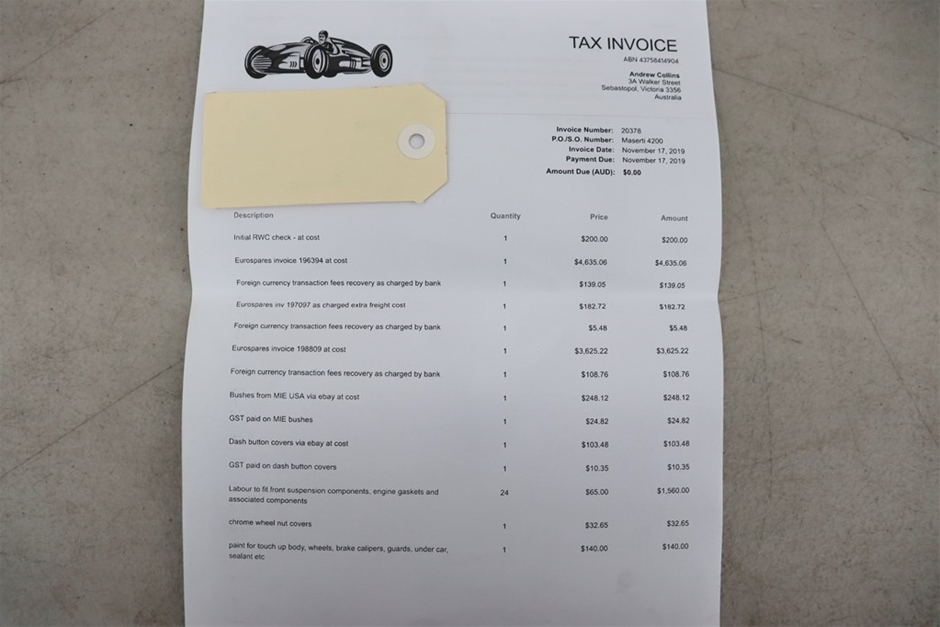 TAX INVOICE
ABN 43758414904
Andrew Collins
3A Walker Street
Sebastopol, Victoria 3356
Australia
Invoice Number: 20378
P.O./S.O. Number: Maserti 4200
Invoice Date: November 17, 2019
Payment Due: November 17, 2019
Amount Due (AUD): $0.00
Description Quantity Price Amount
Initial RWC check - at cost 1 $200.00 $200.00
Eurospares invoice 196394 at cost 1 $4,635.06 $4,635.06
Foreign currency transaction fees recovery as charged by bank 1 $139.05 $139.05
Eurospares inv 197097 as charged extra freight cost 1 $182.72 $182.72
Foreign currency transaction fees recovery as charged by bank 1 $5.48 $5.48
Eurospares invoice 198809 at cost 1 $3,625.22 $3,625.22
Foreign currency transaction fees recovery as charged by bank 1 $108.76 $108.76
Bushes from MIE USA via ebay at cost 1 $248.12 $248.12
GST paid on MIE bushes 1 $24.82 $24.82
Dash button covers via ebay at cost 1 $103.48 $103.48
GST paid on dash button covers 1 $10.35 $10.35
Labour to fit front suspension components, engine gaskets and 24 $65.00 $1,560.00
associated components
chrome wheel nut covers 1 $32.65 $32.65
paint for touch up body, wheels, brake calipers, guards, under car, 1 $140.00 $140.00
sealant etc